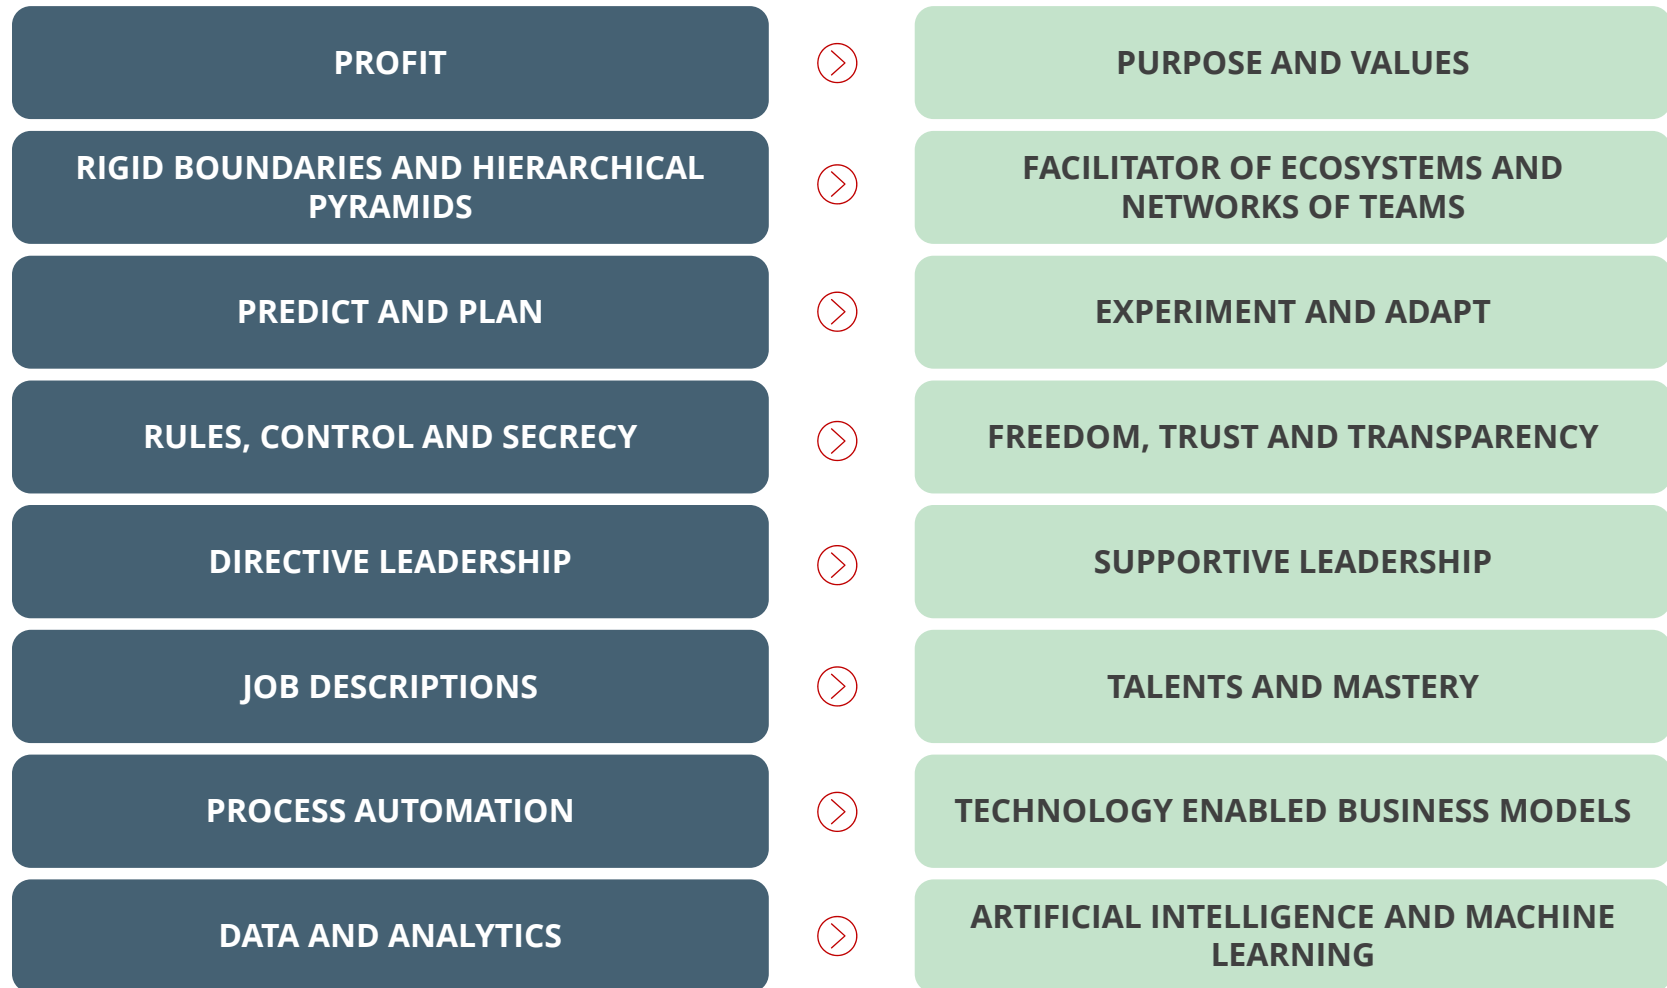 PROFIT
PURPOSE AND VALUES
RIGID BOUNDARIES AND HIERARCHICAL
PYRAMIDS
FACILITATOR OF ECOSYSTEMS AND
NETWORKS OF TEAMS
PREDICT AND PLAN
EXPERIMENT AND ADAPT
RULES, CONTROL AND SECRECY
FREEDOM, TRUST AND TRANSPARENCY
DIRECTIVE LEADERSHIP
SUPPORTIVE LEADERSHIP
JOB DESCRIPTIONS
TALENTS AND MASTERY
PROCESS AUTOMATION
TECHNOLOGY ENABLED BUSINESS MODELS
DATA AND ANALYTICS
ARTIFICIAL INTELLIGENCE AND MACHINE
LEARNING